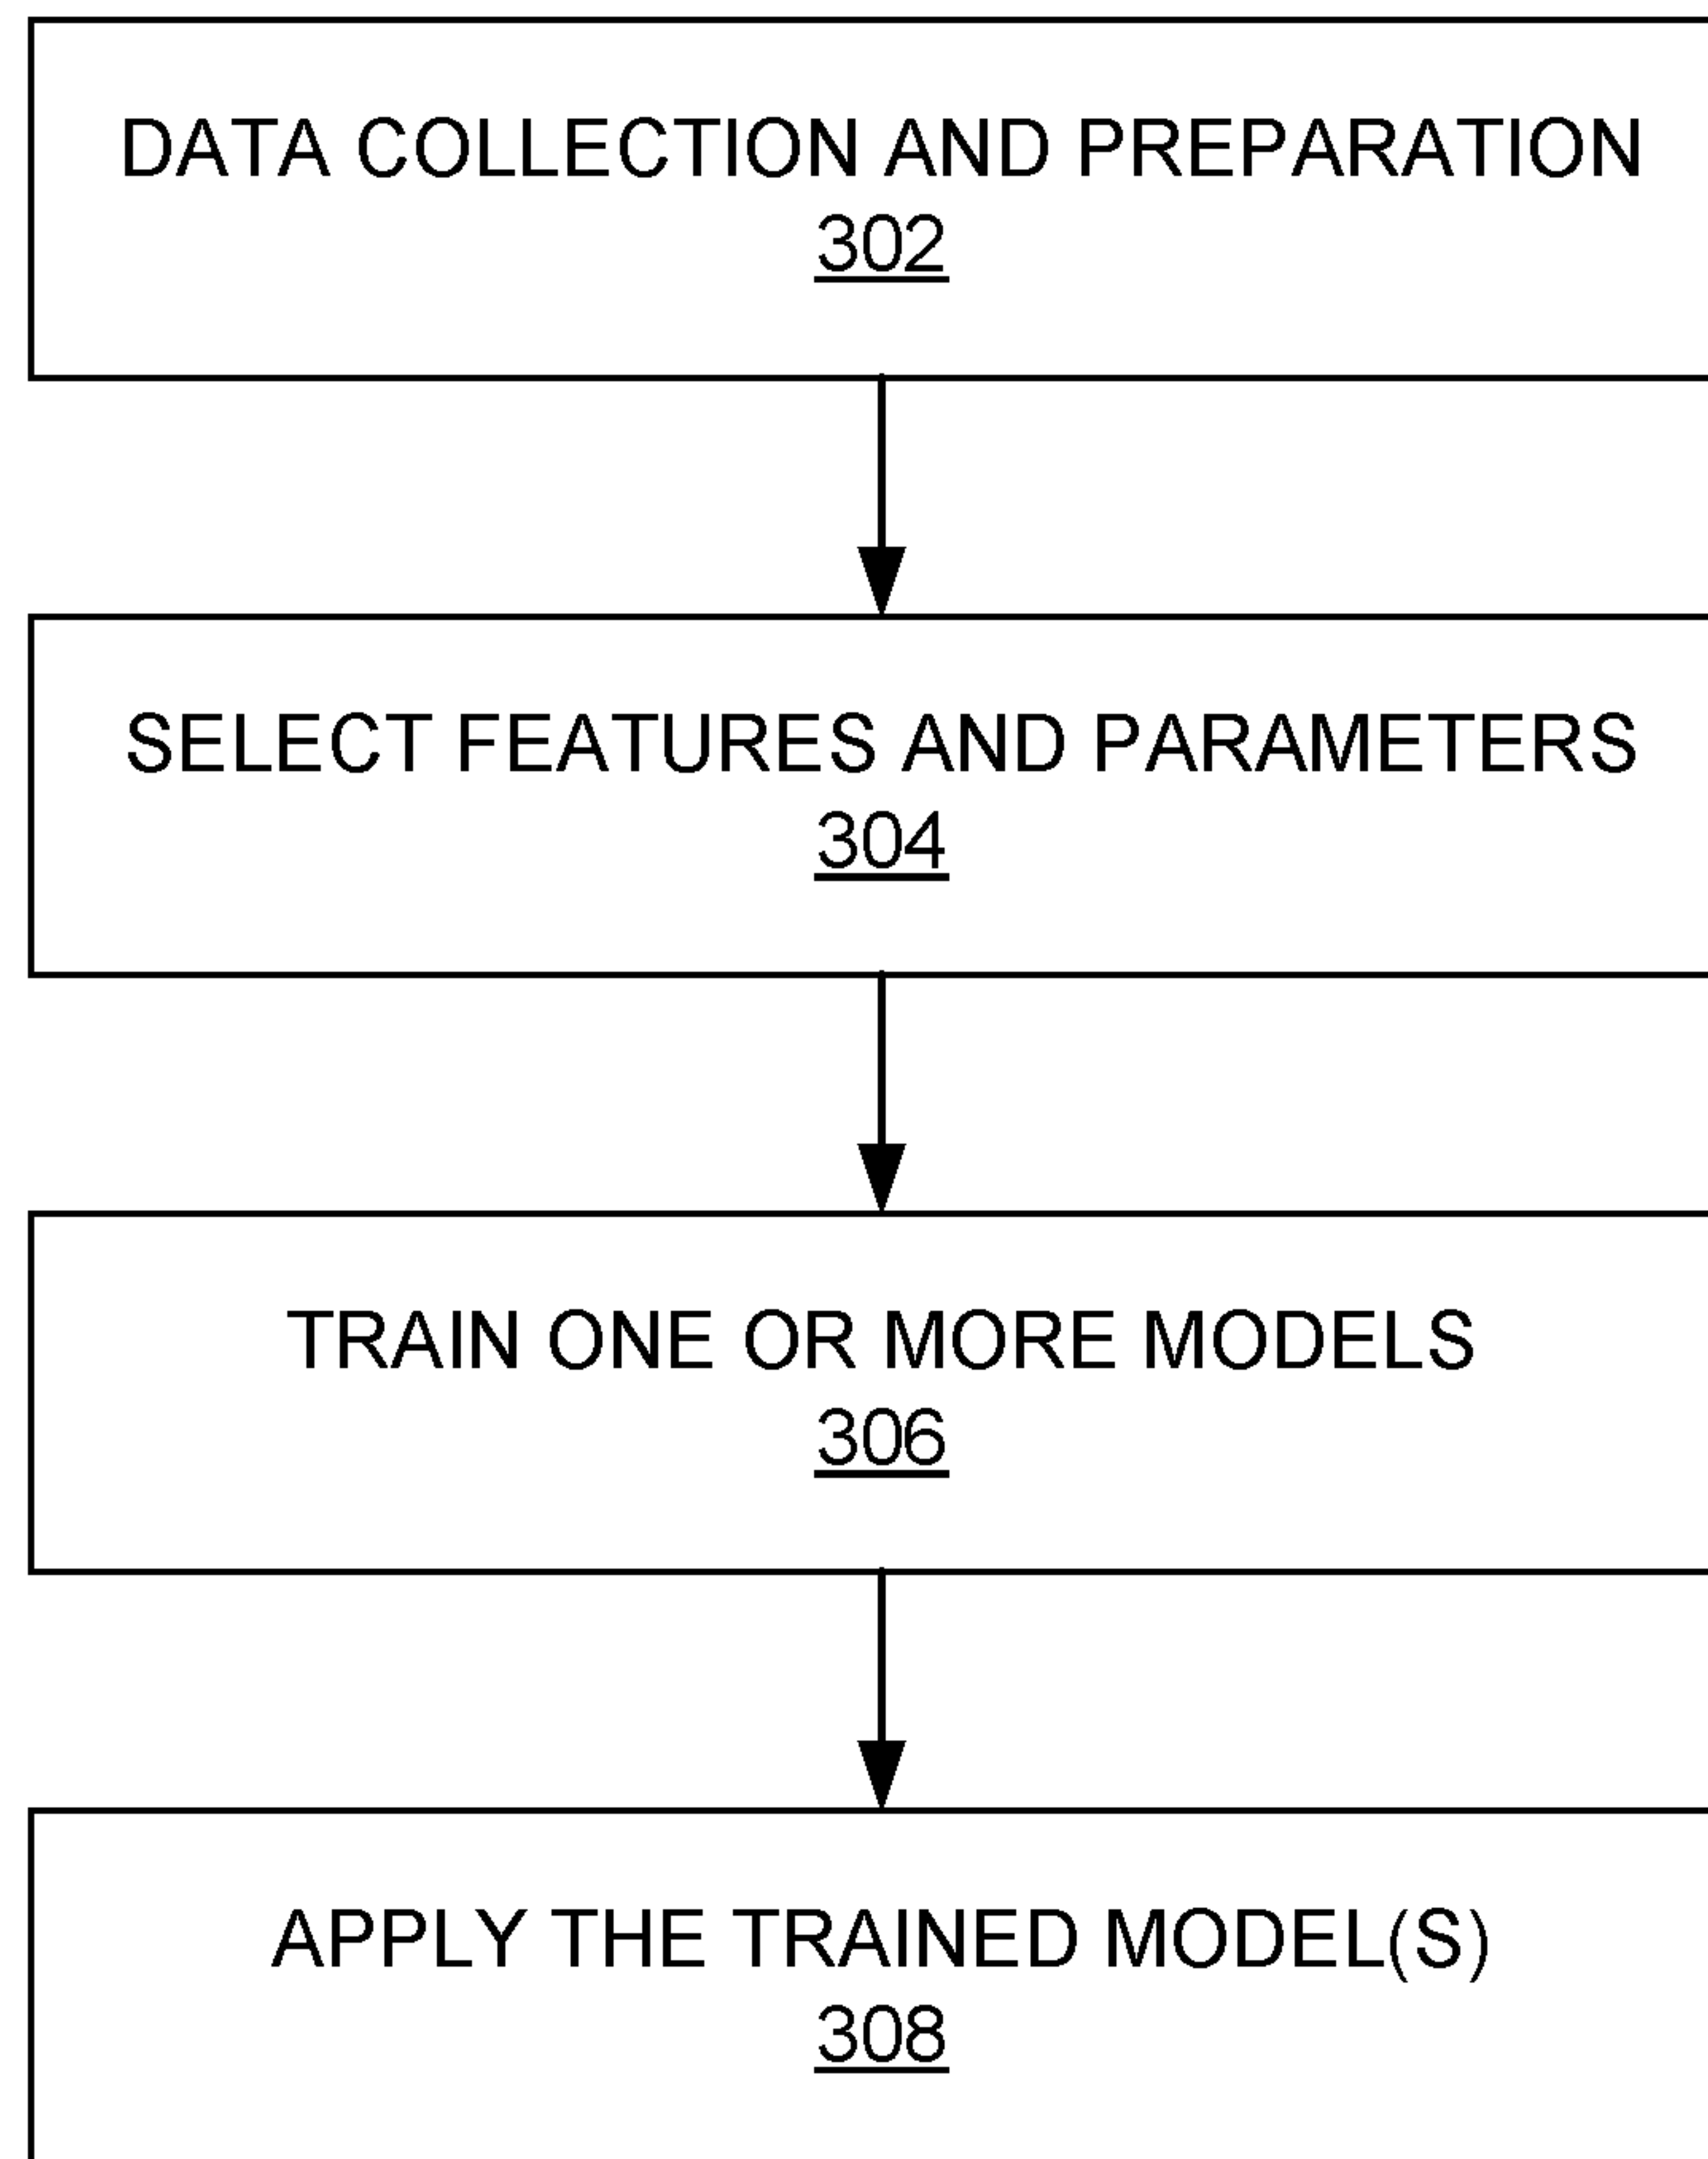 DATA COLLECTION AND PREPARATION
302
SELECT FEATURES AND PARAMETERS
304
TRAIN ONE OR MORE MODELS
306
APPLY THE TRAINED MODEL(S)
308